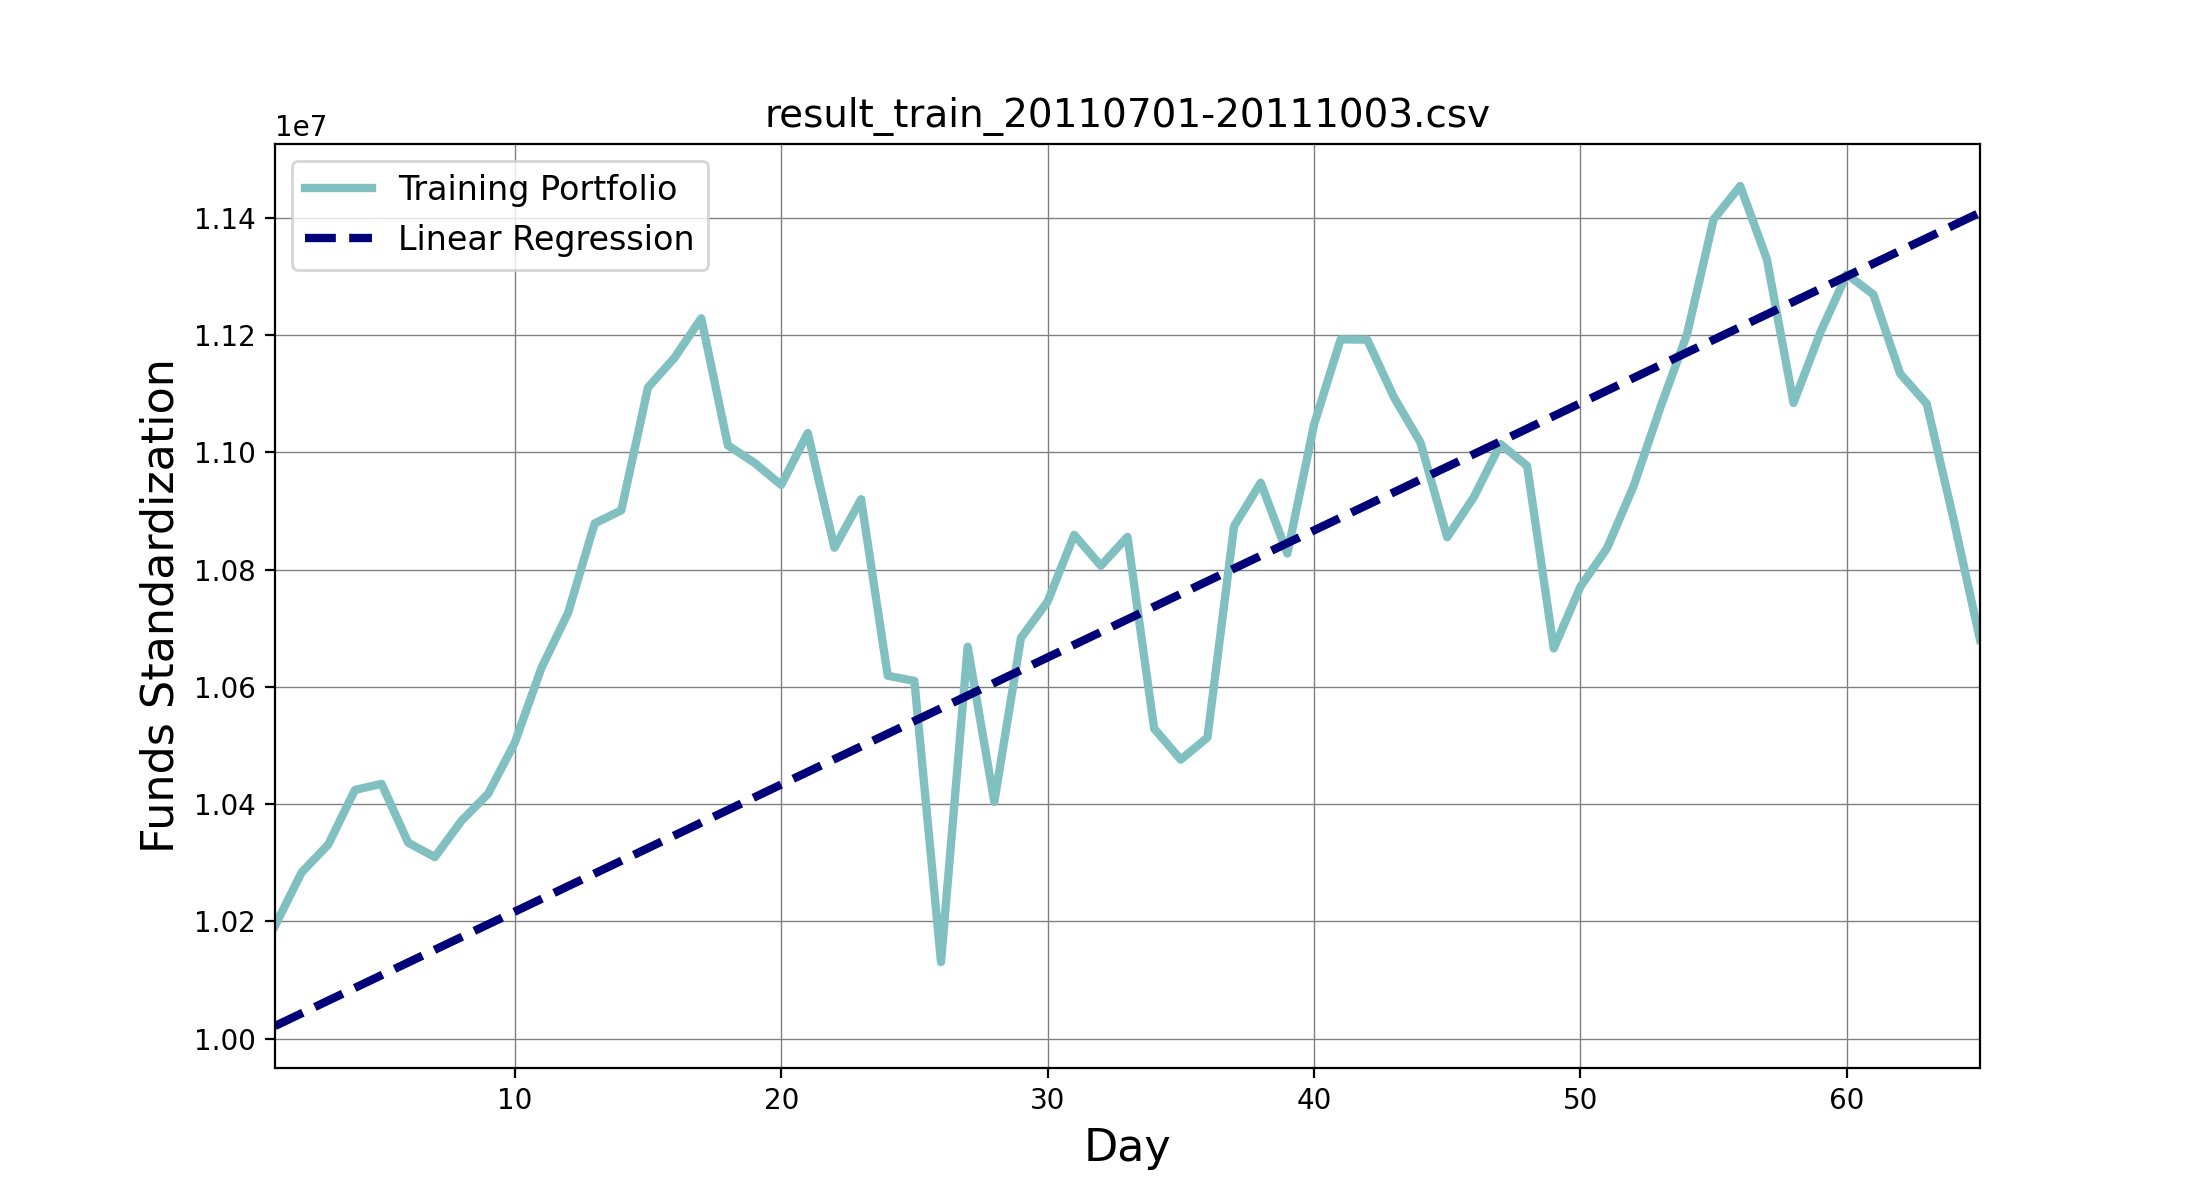 result_train_20110701-20111003.csv
1e7
Training Portfolio
Linear Regression
1.14
1.12
1.10
1.08
1.06
1.04
1.02
1.00
Funds Standardization
10 20 30 40 50 60
Day